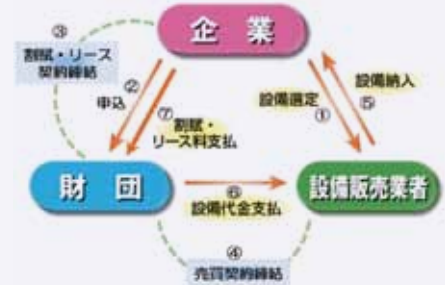 企業
③
割賦・リース
契約締結
②
申込
⑦
割賦・
リース料支払
設備選定
①
設備納入
⑤
財団
⑥
設備代金支払
設備販売業者
④
売買契約締結